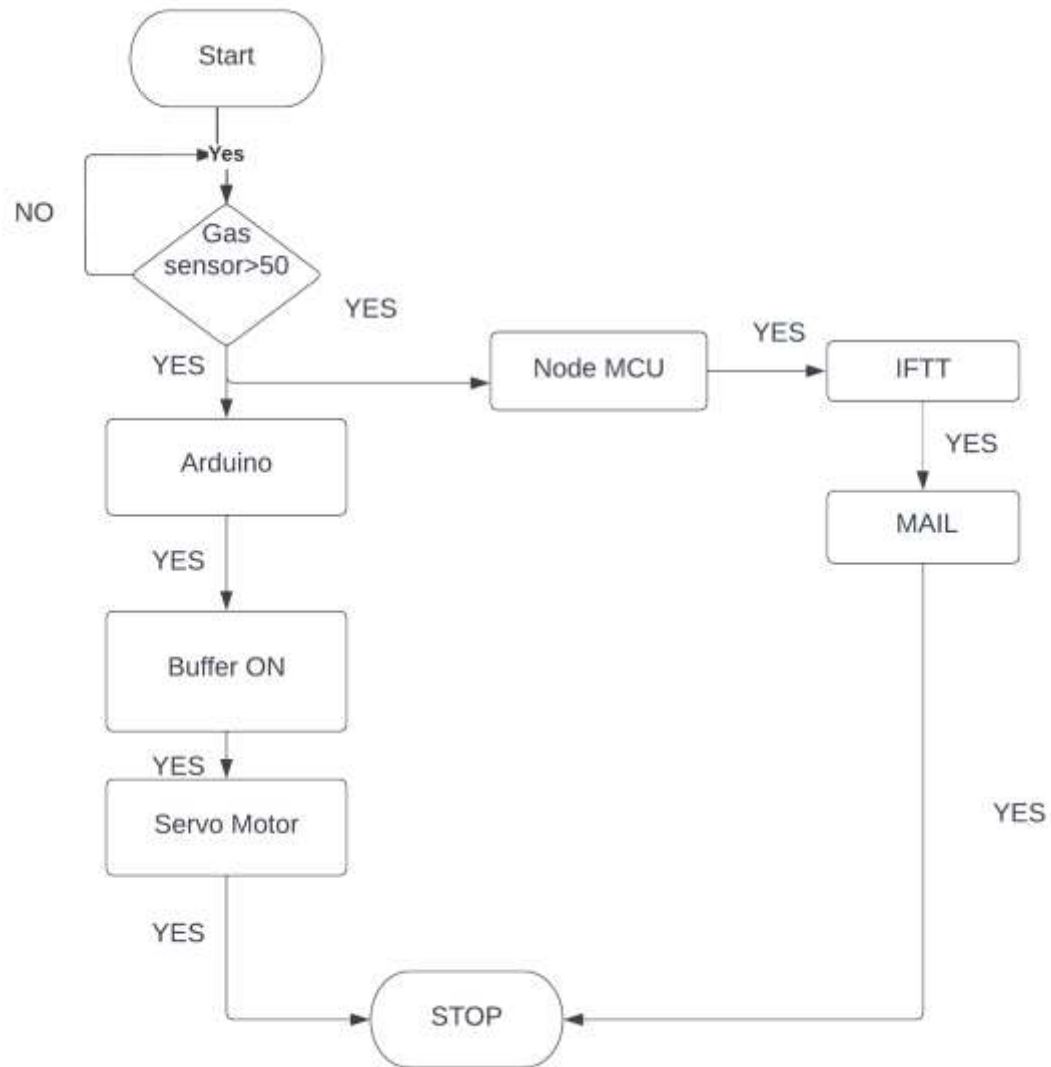 Start
Yes
NO
Gas
sensor>50
YES
YES
Node MCU
YES
IFTT
YES
Arduino
MAIL
YES
Buffer ON
YES
Servo Motor
YES
YES
STOP